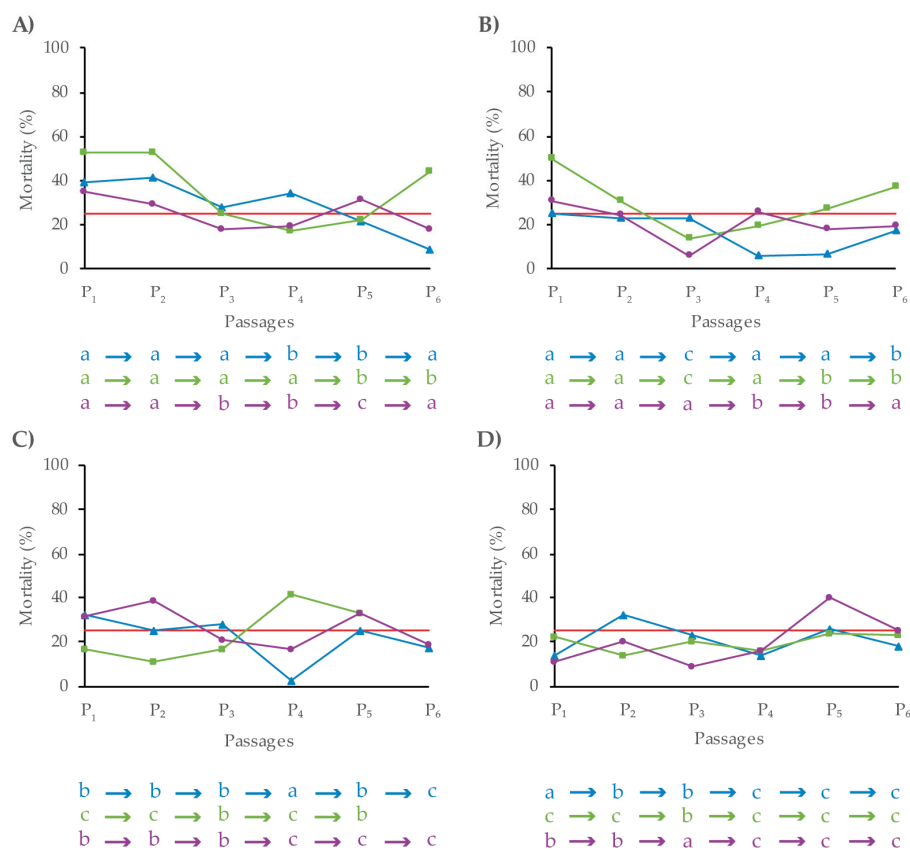 A)
100
80
60
40
20
0
Mortality (%)
P1 P2 P3 P4 P5 P6
Passages
a → a → a → b → b → a
a → a → a → a → b → b
a → a → b → b → c → a
B)
100
80
60
40
20
0
Mortality (%)
P1 P2 P3 P4 P5 P6
Passages
a → a → c → a → a → b
a → a → c → a → b → b
a → a → a → b → b → a
C)
100
80
60
40
20
0
Mortality (%)
P1 P2 P3 P4 P5 P6
Passages
b → b → b → a → b → c
c → c → b → c → b
b → b → b → c → c → c
D)
100
80
60
40
20
0
Mortality (%)
P1 P2 P3 P4 P5 P6
Passages
a → b → b → c → c → c
c → c → b → c → c → c
b → b → a → c → c → c